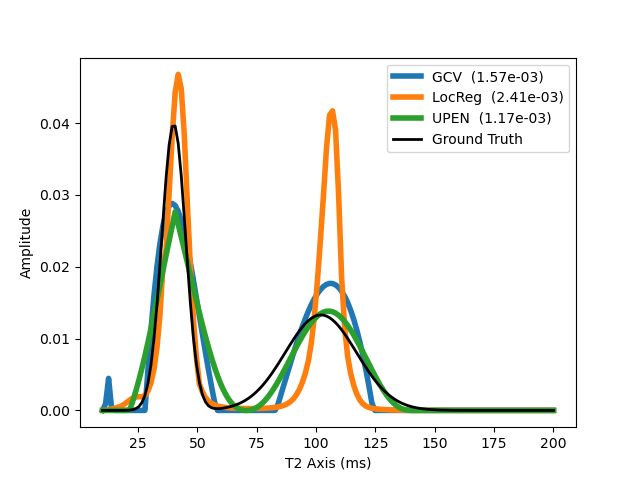 GCV (1.57e-03)
LocReg (2.41e-03)
UPEN (1.17e-03)
Ground Truth
0.04
0.03
0.02
0.01
0.00
Amplitude
25 50 75 100 125 150 175 200
T2 Axis (ms)